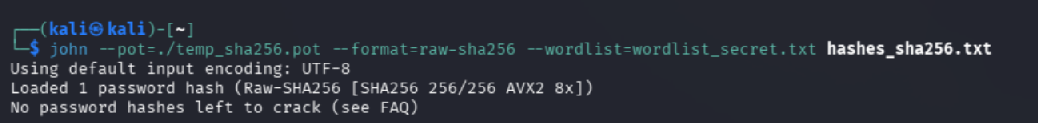 ┌──(kali㉿kali)-[~]
└─$ john --pot=./temp_sha256.pot --format=raw-sha256 --wordlist=wordlist_secret.txt hashes_sha256.txt
Using default input encoding: UTF-8
Loaded 1 password hash (Raw-SHA256 [SHA256 256/256 AVX2 8x])
No password hashes left to crack (see FAQ)